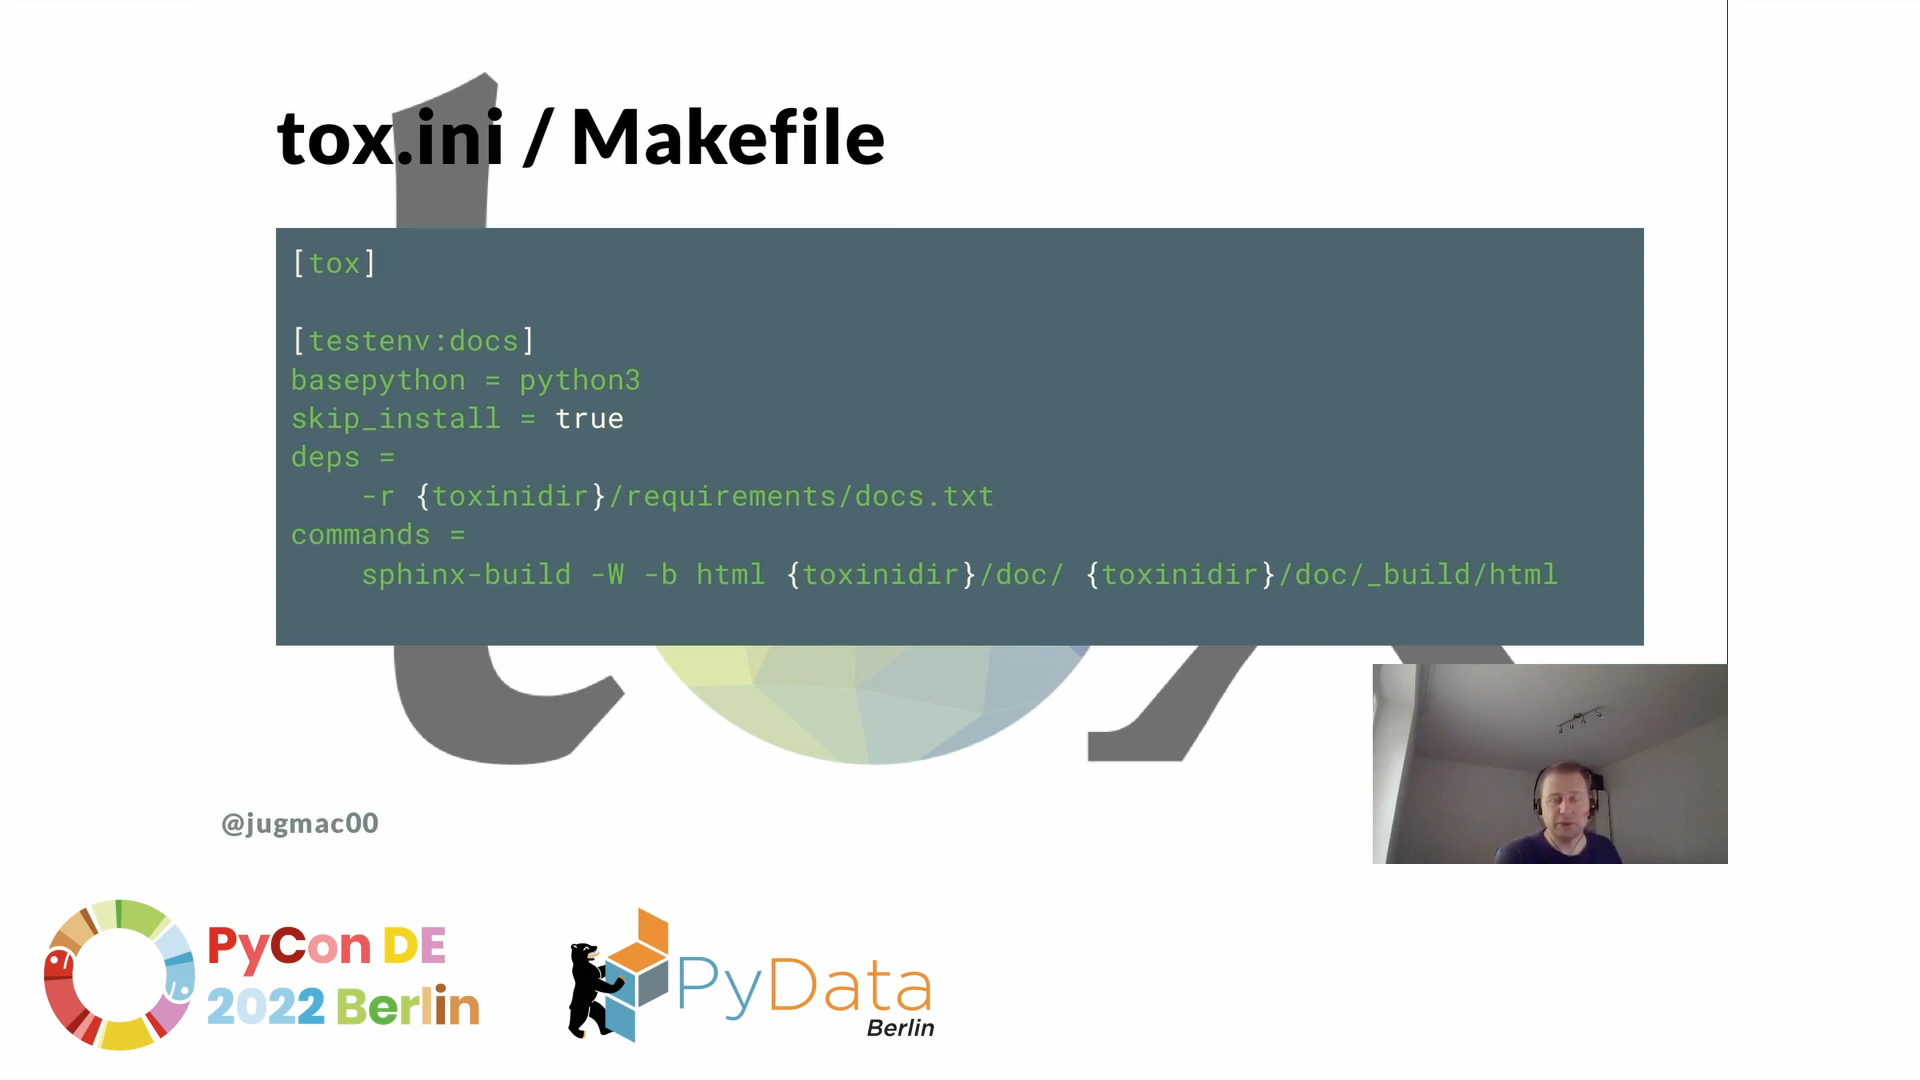 tox.ini / Makefile
[tox]
[testenv:docs]
basepython = python3
skip_install = true
deps =
-r {toxinidir}/requirements/docs.txt
commands =
sphinx-build -W -b html {toxinidir}/doc/ {toxinidir}/doc/_build/html
tox
@jugmac00
PyCon DE
2022 Berlin
PyData
Berlin